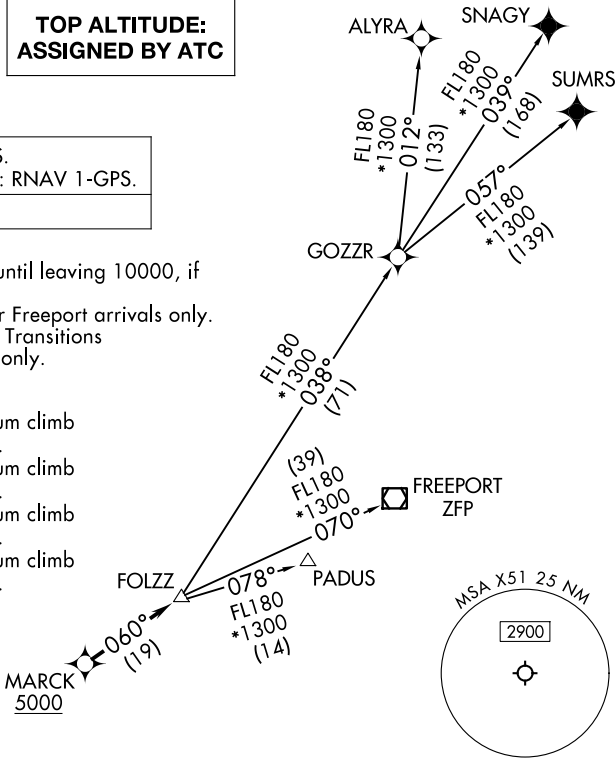 TOP ALTITUDE:
ASSIGNED BY ATC
S.
: RNAV 1-GPS.
until leaving 10000, if
r Freeport arrivals only.
Transitions
only.
um climb
.
um climb
.
um climb
.
um climb
.
ALYRA
SNAGY
SUMRS
FL180
*1300
012°
(133)
FL180
*1300
039°
(168)
057°
FL180
*1300
(139)
GOZZR
FL180
*1300
038°
(71)
(39)
FL180
*1300
070°
FREEPORT
ZFP
FOLZZ
078°
FL180
*1300
(14)
PADUS
060°
(19)
MARCK
5000
MSA X51 25 NM
2900